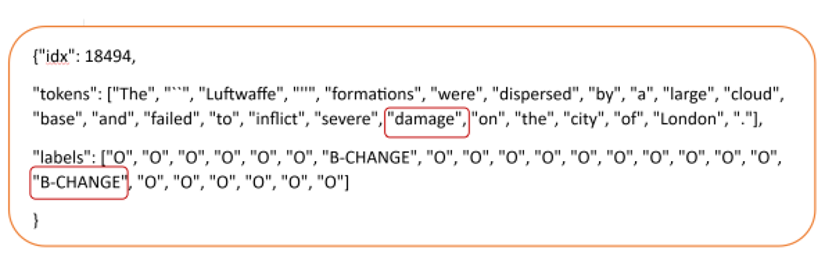 {"idx": 18494,
"tokens": ["The", "``", "Luftwaffe", "''", "formations", "were", "dispersed", "by", "a", "large", "cloud",
"base", "and", "failed", "to", "inflict", "severe", "damage", "on", "the", "city", "of", "London", "."],
"labels": ["O", "O", "O", "O", "O", "O", "B-CHANGE", "O", "O", "O", "O", "O", "O", "O", "O", "O", "O",
"B-CHANGE", "O", "O", "O", "O", "O", "O"]
}